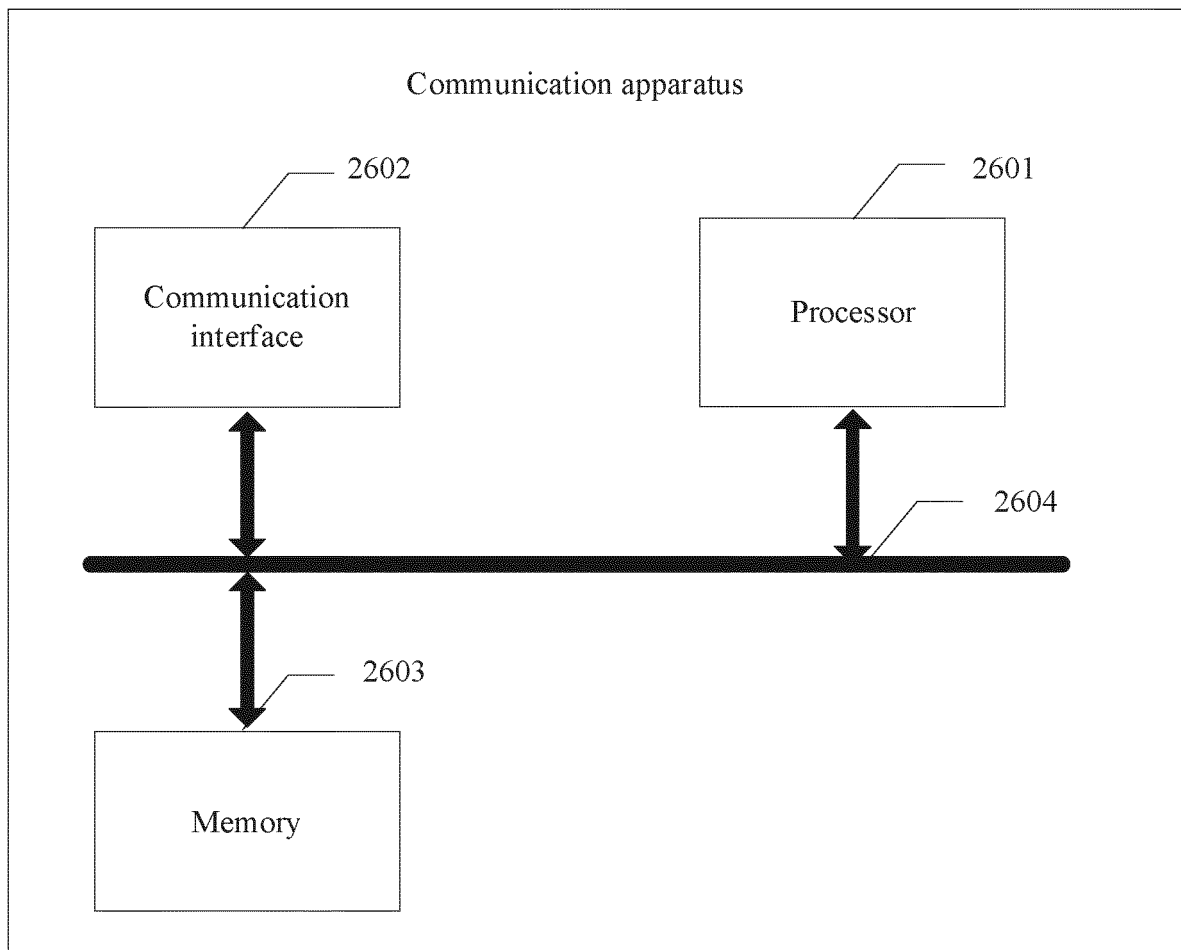 Communication apparatus
2602
2601
Communication
interface
Processor
2604
2603
Memory